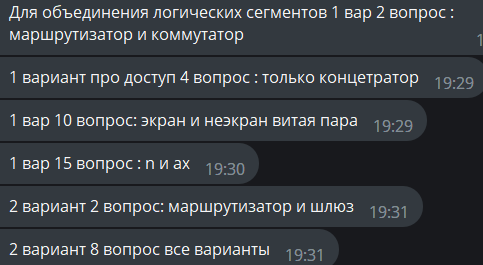 Для объединения логических сегментов 1 вар 2 вопрос :
маршрутизатор и коммутатор
1 вариант про доступ 4 вопрос : только концетратор 19:29
1 вар 10 вопрос: экран и неэкран витая пара 19:29
1 вар 15 вопрос : n и ax 19:30
2 вариант 2 вопрос: маршрутизатор и шлюз 19:31
2 вариант 8 вопрос все варианты 19:31